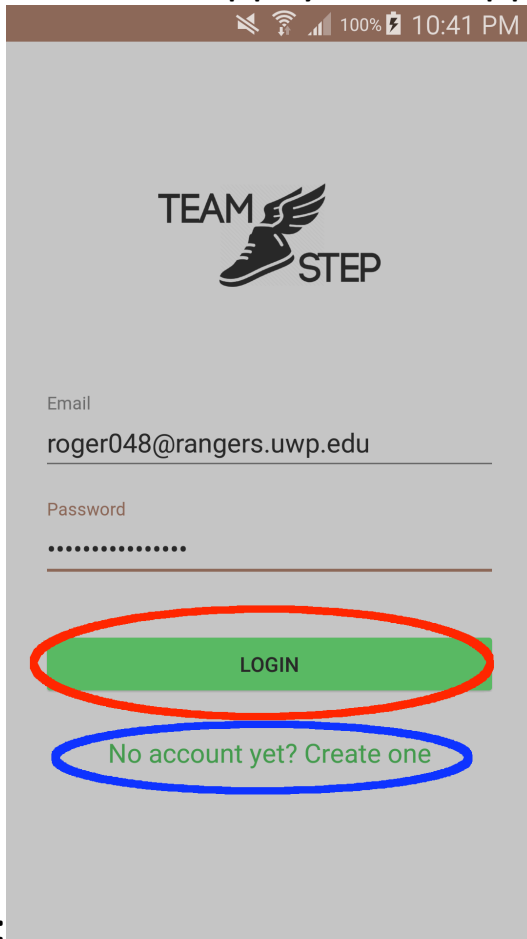 100% 10:41 PM
TEAM
STEP
Email
roger048@rangers.uwp.edu
Password
••••••••••••••••
LOGIN
No account yet? Create one